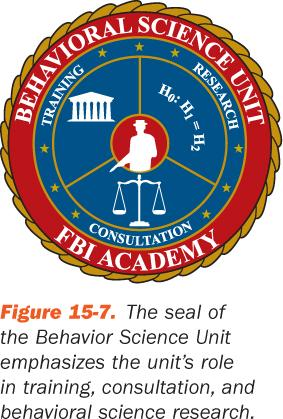 BEHAVIORAL SCIENCE UNIT
TRAINING
RESEARCH
H₀: H₁ = H₂
CONSULTATION
FBI ACADEMY
Figure 15-7. The seal of
the Behavior Science Unit
emphasizes the unit's role
in training, consultation, and
behavioral science research.